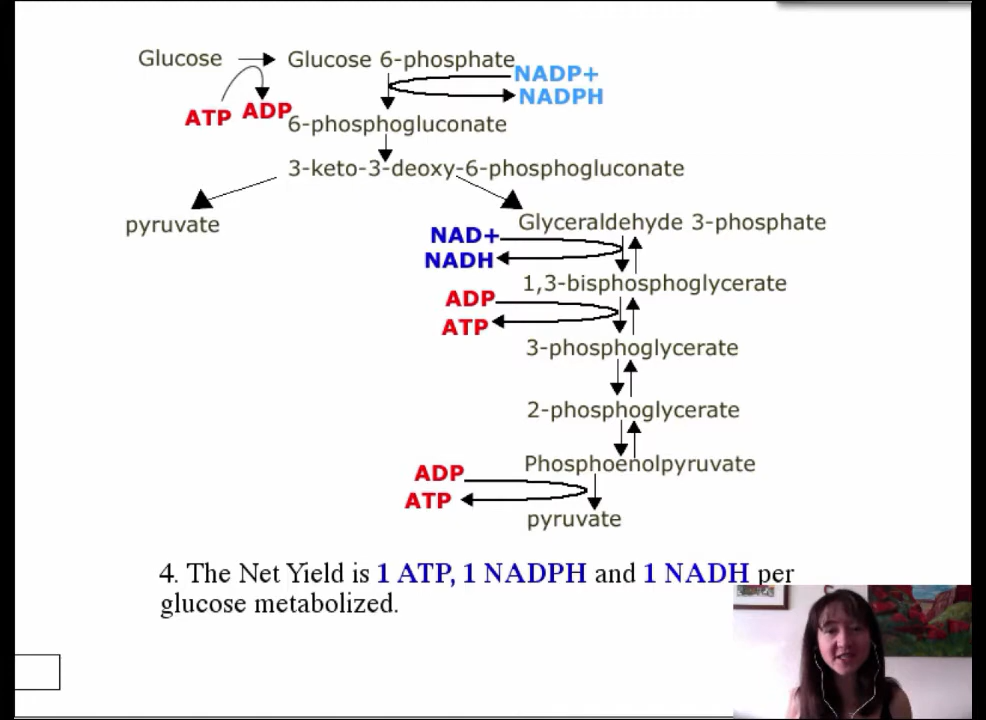 Glucose
Glucose 6-phosphate
NADP+
NADPH
ATP
ADP
6-phosphogluconate
3-keto-3-deoxy-6-phosphogluconate
pyruvate
Glyceraldehyde 3-phosphate
NAD+
NADH
1,3-bisphosphoglycerate
ADP
ATP
3-phosphoglycerate
2-phosphoglycerate
Phosphoenolpyruvate
ADP
ATP
pyruvate
4. The Net Yield is 1 ATP, 1 NADPH and 1 NADH per
glucose metabolized.